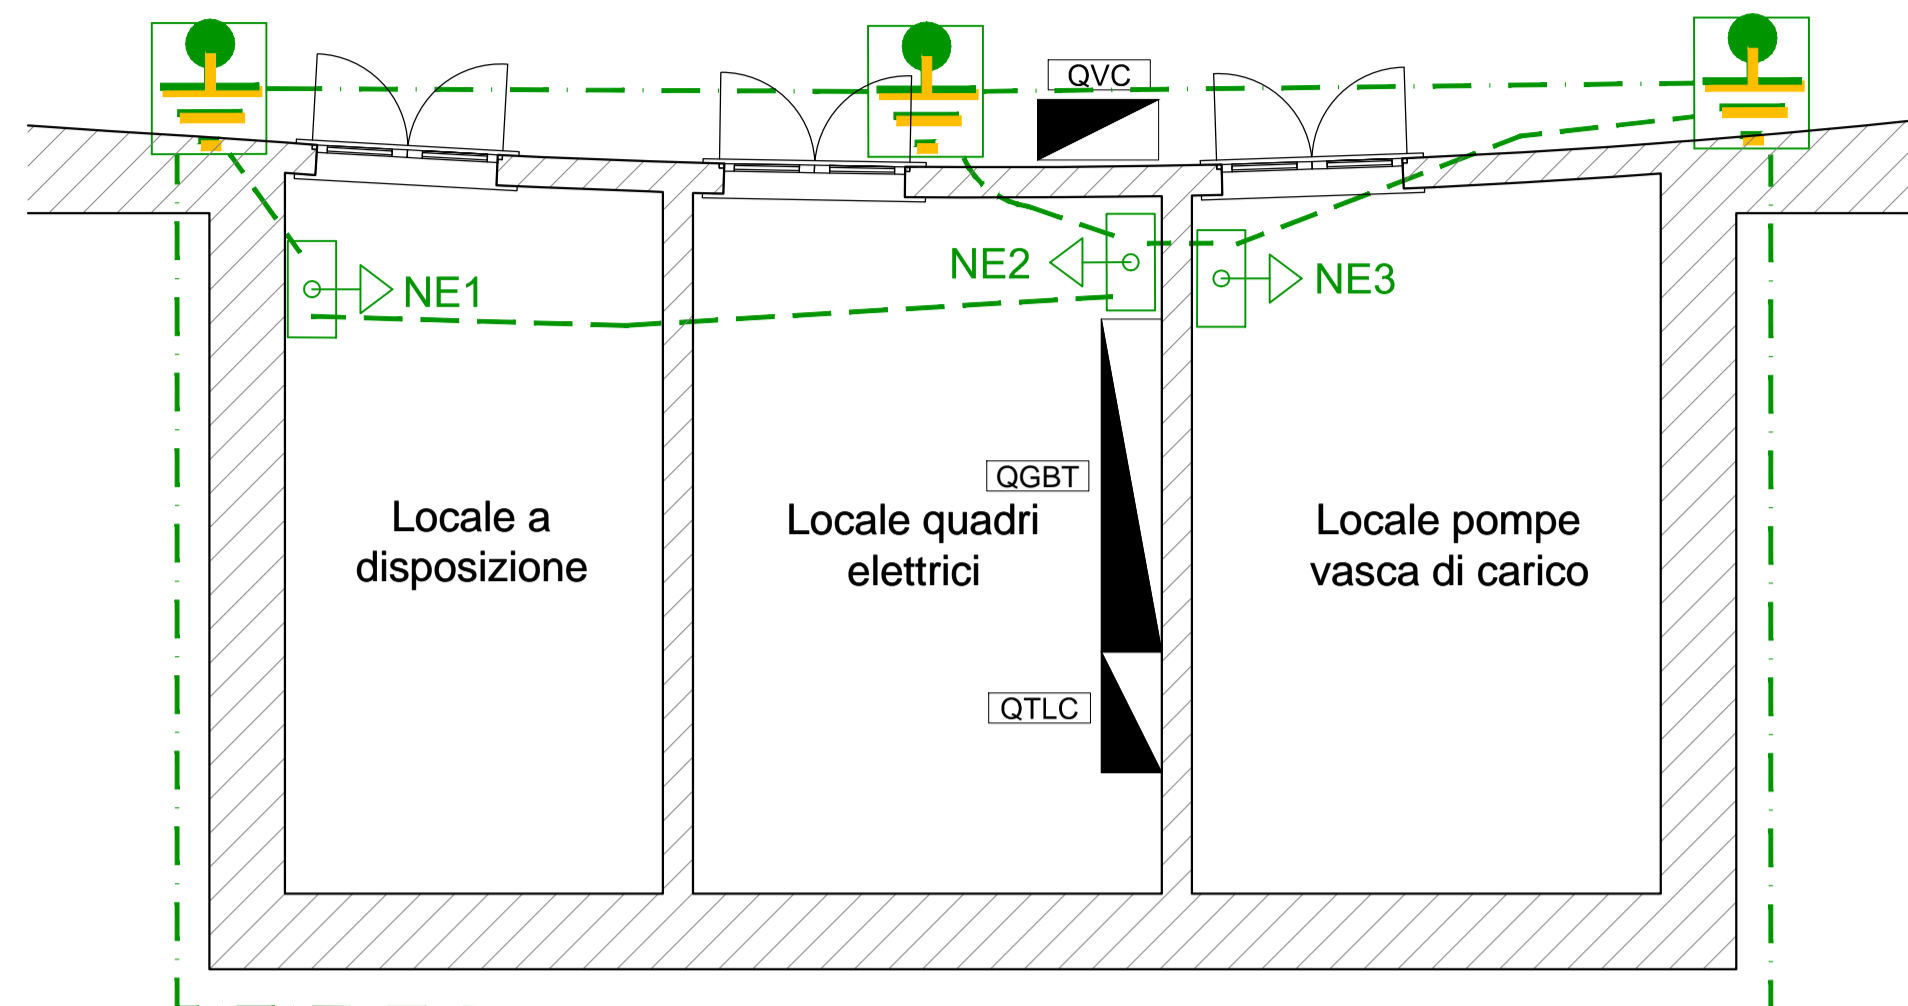 QVC
NE1
NE2
NE3
QGBT
Locale a
disposizione
Locale quadri
elettrici
Locale pompe
vasca di carico
QTLC